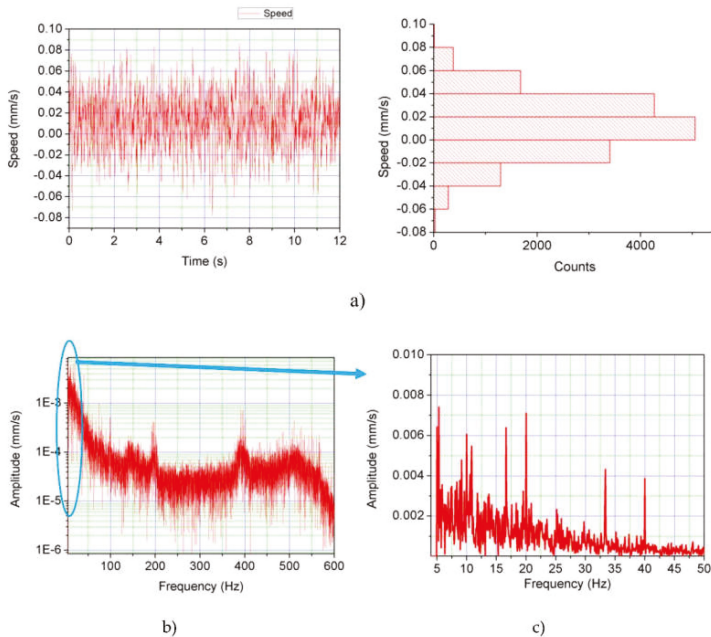 Speed
0.10
0.08
0.06
0.04
0.02
0.00
-0.02
-0.04
-0.06
-0.08
Speed (mm/s)
0 2 4 6 8 10 12
Time (s)
0.10
0.08
0.06
0.04
0.02
0.00
-0.2
-0.04
-0.06
-0.08
Speed (mm/s)
0 2000 4000
Counts
a)
1E-3
1E-4
1E-5
1E-6
Amplitude (mm/s)
100 200 300 400 500 600
Frequency (Hz)
b)
0.010
0.008
0.006
0.004
0.002
Amplitude (mm/s)
5 10 15 20 25 30 35 40 45 50
Frequency (Hz)
c)